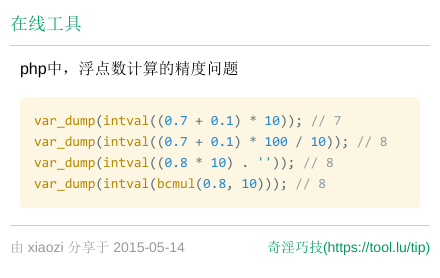 在线工具
php中，浮点数计算的精度问题
var_dump(intval((0.7 + 0.1) * 10)); // 7
var_dump(intval((0.7 + 0.1) * 100 / 10)); // 8
var_dump(intval((0.8 * 10) . '')); // 8
var_dump(intval(bcmul(0.8, 10))); // 8
由 xiaozi 分享于 2015-05-14
奇淫巧技(https://tool.lu/tip)